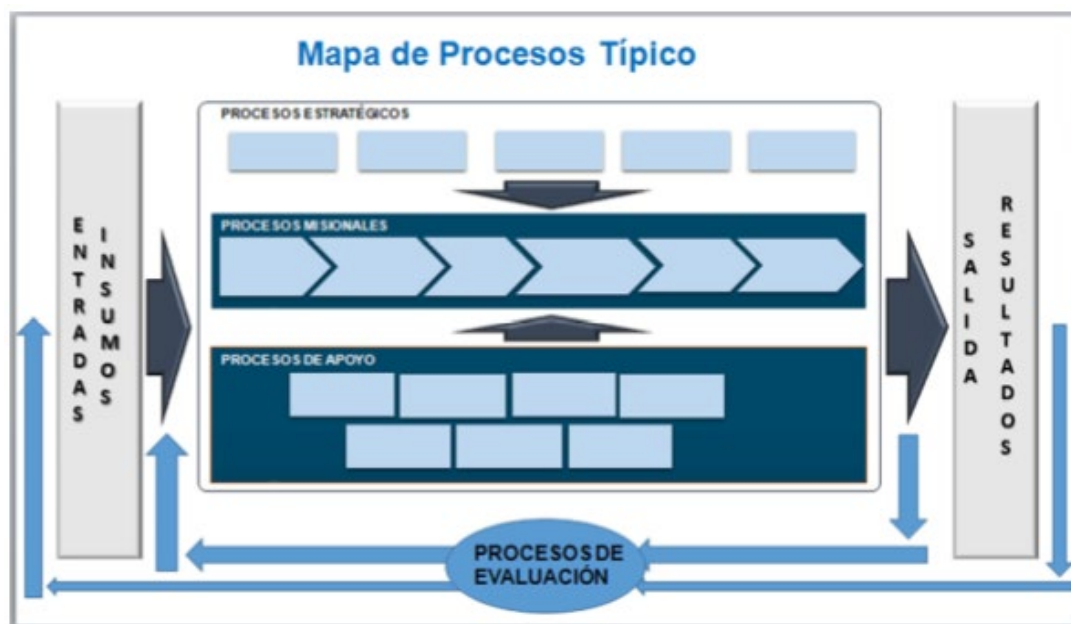 Mapa de Procesos Típico
ENTRADAS
INSUMOS
PROCESOS ESTRATÉGICOS
PROCESOS MISIONALES
PROCESOS DE APOYO
SALIDA
RESULTADOS
PROCESOS DE
EVALUACIÓN